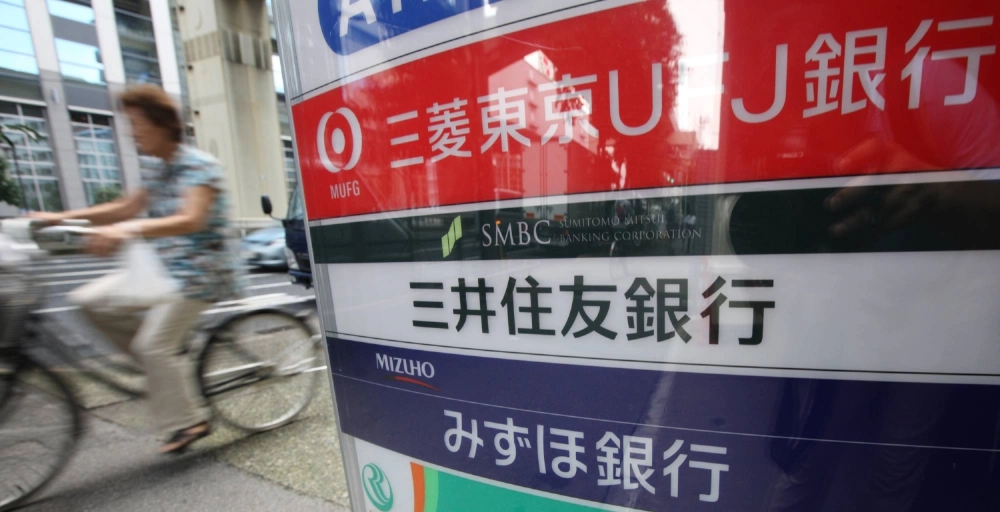 MUFG
三菱東京UFJ銀行
SMBC
SUMITOMO MITSUI
BANKING CORPORATION
三井住友銀行
MIZUHO
みずほ銀行